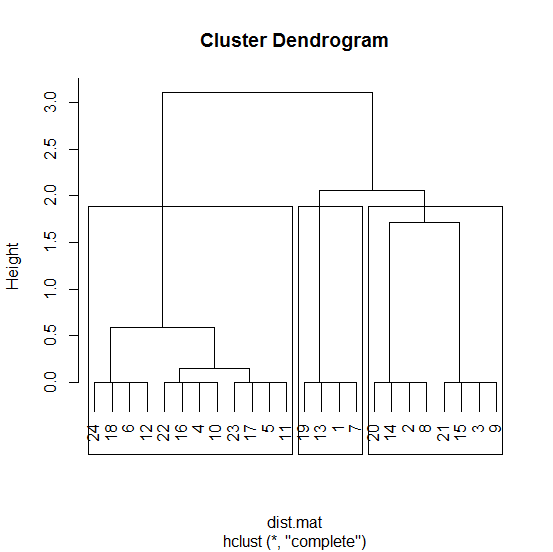 Cluster Dendrogram
Height
0.0 0.5 1.0 1.5 2.0 2.5 3.0
24 18 6 12 22 16 4 10 23 17 5 11 19 13 1 7 20 14 2 8 21 15 3 9
dist.mat
hclust (*, "complete")